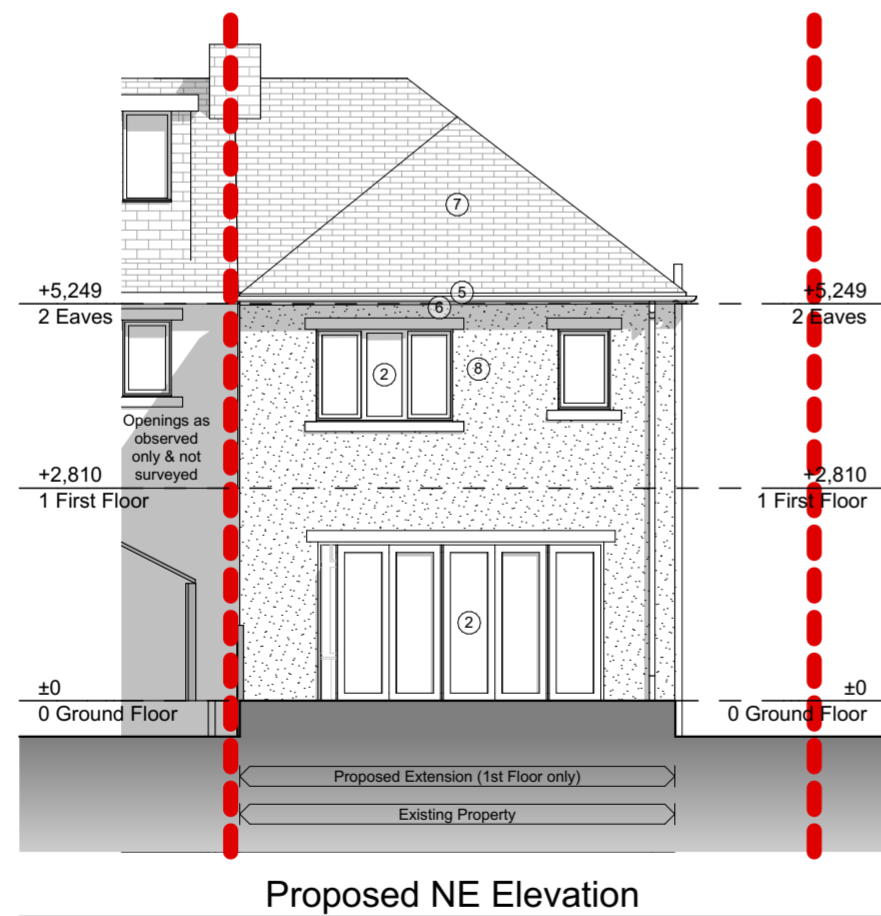 7
+5,249
5
+5,249
2 Eaves
6
2 Eaves
2
8
Openings as
observed
only & not
surveyed
+2,810
+2,810
1 First Floor
1 First Floor
2
±0
±0
0 Ground Floor
0 Ground Floor
Proposed Extension (1st Floor only)
Existing Property
Proposed NE Elevation